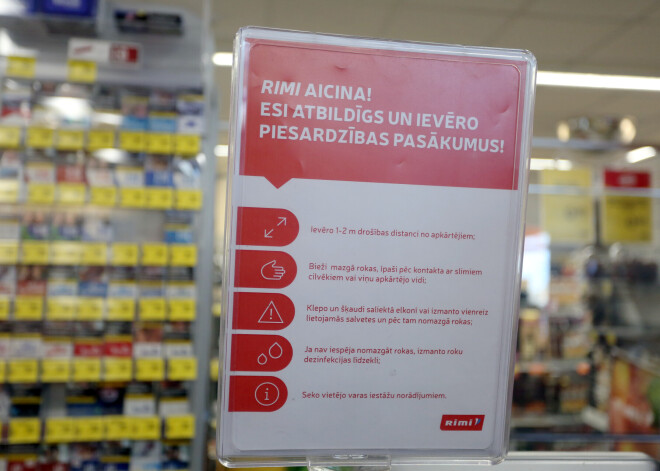 RIMI AICINA!
ESI ATBILDĪGS UN IEVĒRO
PIESARDZĪBAS PASĀKUMUS!
Ievēro 1-2 m drošības distanci no apkārtējiem;
Bieži mazgā rokas, īpaši pēc kontakta ar slimiem
cilvēkiem vai viņu apkārtējo vidi;
Klepo un šķaudi saliektā elkonī vai izmanto vienreiz
lietojamās salvetes un pēc tam nomazgā rokas;
Ja nav iespēja nomazgāt rokas, izmanto roku
dezinfekcijas līdzekli;
Seko vietējo varas iestāžu norādījumiem.
Rimi